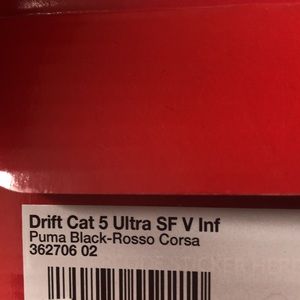 Drift Cat 5 Ultra SF V Inf
Puma Black-Rosso Corsa
362706 02